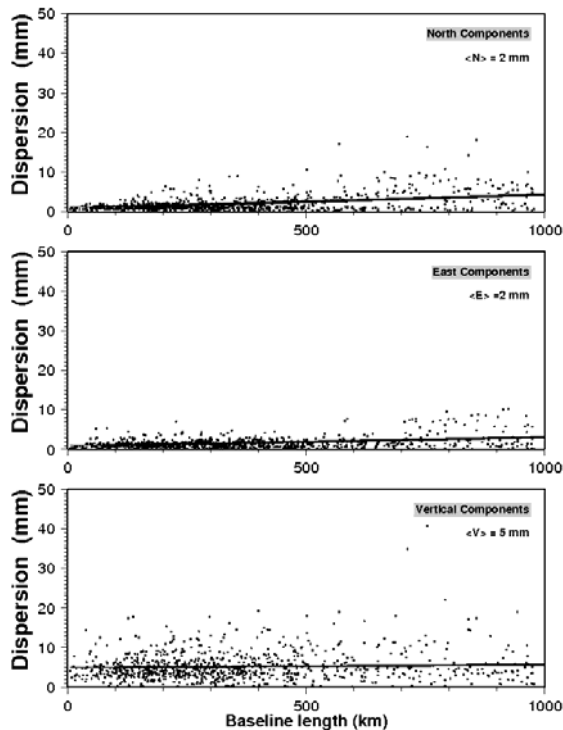 50
40
30
20
10
0
Dispersion (mm)
North Components
<N> = 2 mm
0
500
1000
50
40
30
20
10
0
Dispersion (mm)
East Components
<E> =2 mm
0
500
1000
50
40
30
20
10
0
Dispersion (mm)
Vertical Components
<V> = 5 mm
0
500
1000
Baseline length (km)